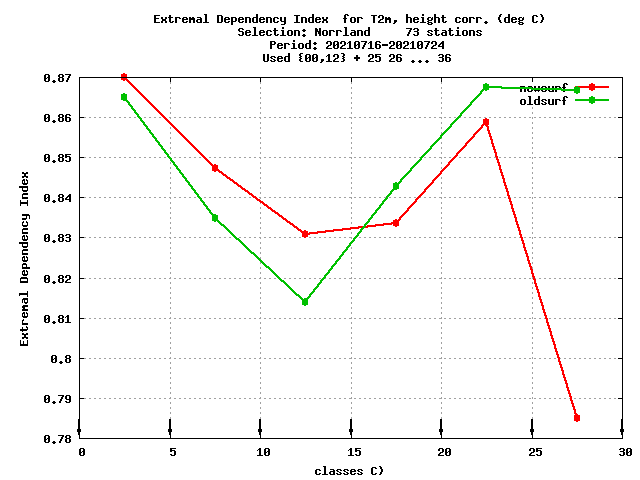 Extremal Dependency Index  for T2m, height corr. (deg C)
Selection: Norrland     73 stations
Period: 20210716-20210724
Used {00,12} + 25 26 ... 36
0.87
0.86
0.85
0.84
0.83
0.82
0.81
0.8
0.79
0.78
Extremal Dependency Index
oldsurf
0 5 10 15 20 25 30
classes C)